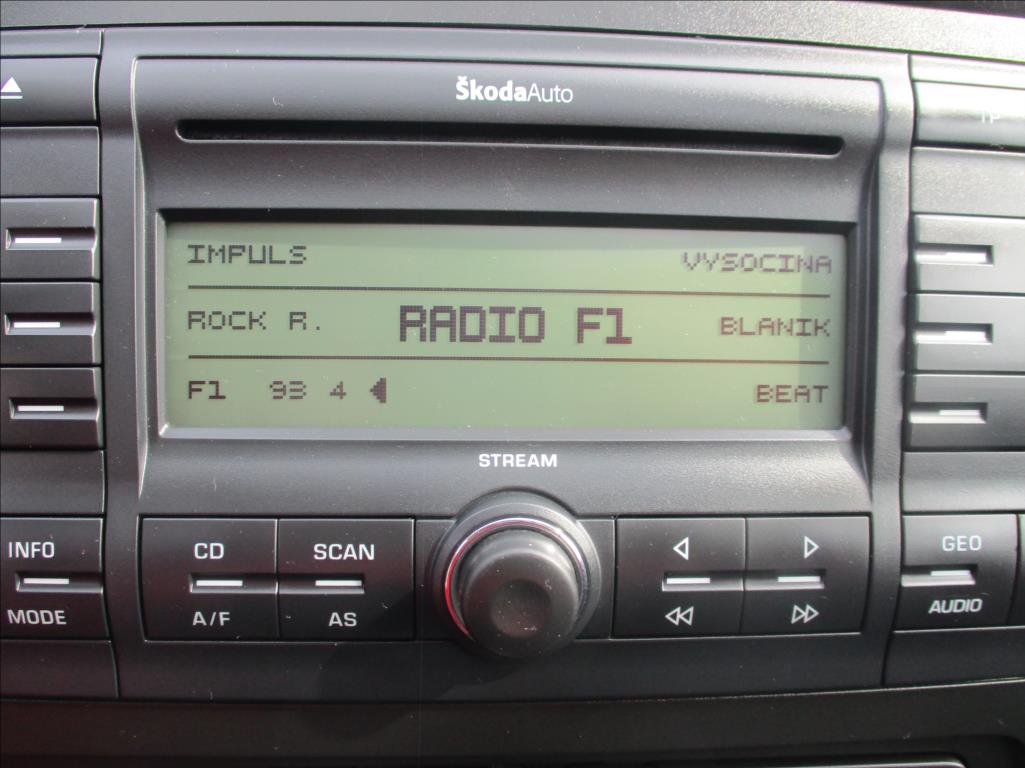 ŠkodaAuto
TP
IMPULS VYSOCINA
ROCK R. RADIO F1 BLANIK
F1 93 4 BEAT
STREAM
INFO CD SCAN GEO
MODE A/F AS AUDIO